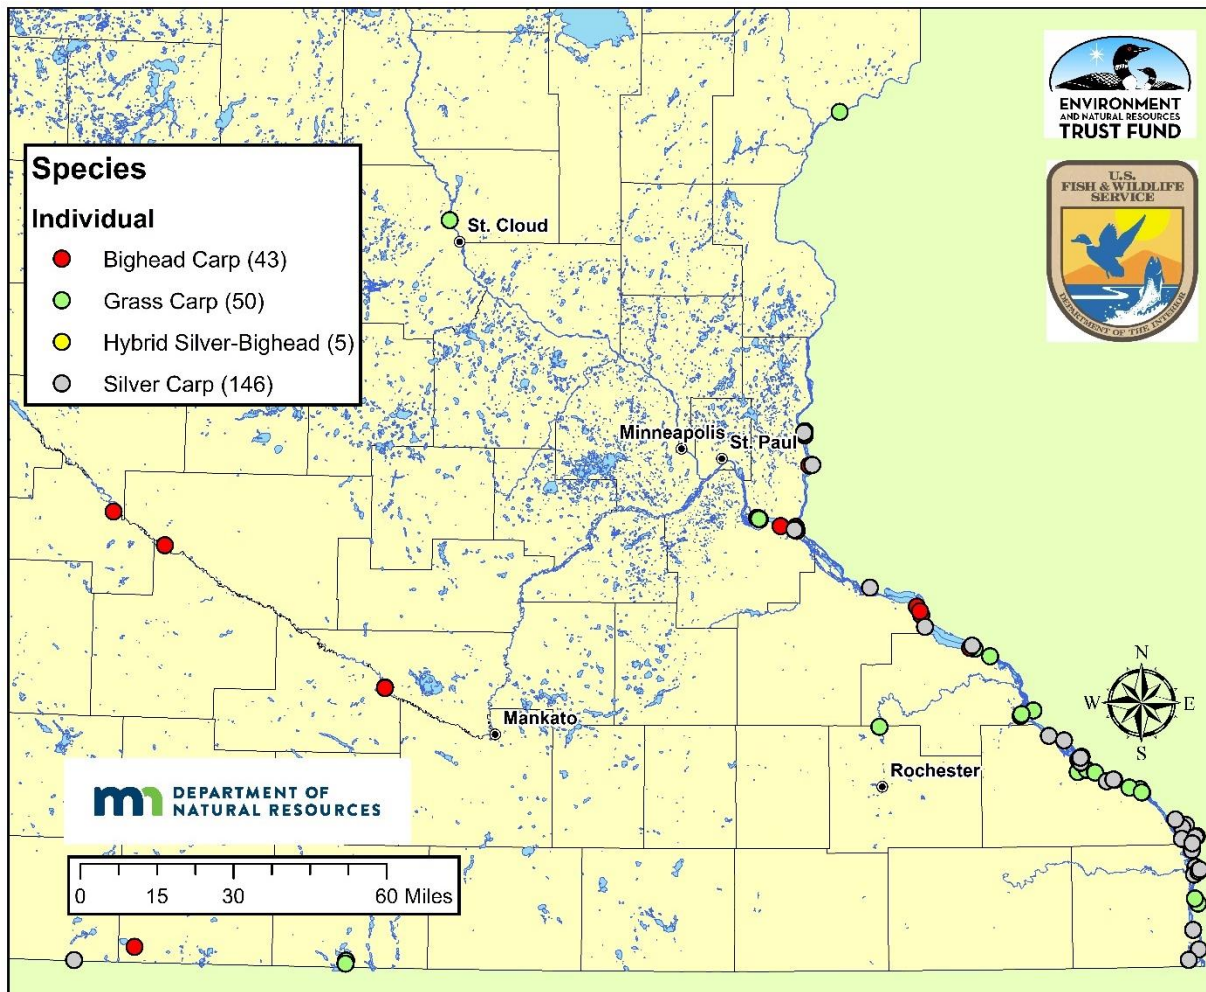 ENVIRONMENT
AND NATURAL RESOURCES
TRUST FUND
U.S.
FISH & WILDLIFE
SERVICE
DEPARTMENT OF THE INTERIOR
Species
Individual
Bighead Carp (43)
Grass Carp (50)
Hybrid Silver-Bighead (5)
Silver Carp (146)
St. Cloud
Minneapolis
St. Paul
Mankato
Rochester
N
W E
S
mn DEPARTMENT OF
NATURAL RESOURCES
0 15 30 60 Miles